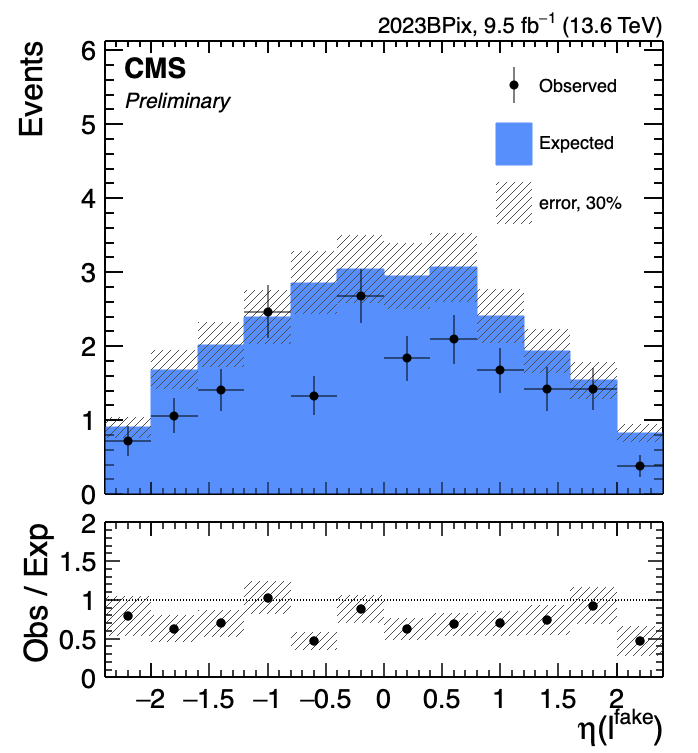 2023BPix, 9.5 fb⁻¹ (13.6 TeV)
CMS
Preliminary
Observed
Expected
error, 30%
Events
6
5
4
3
2
1
0
Obs / Exp
2
1.5
1
0.5
0
−2 −1.5 −1 −0.5 0 0.5 1 1.5 2
η(l^fake)